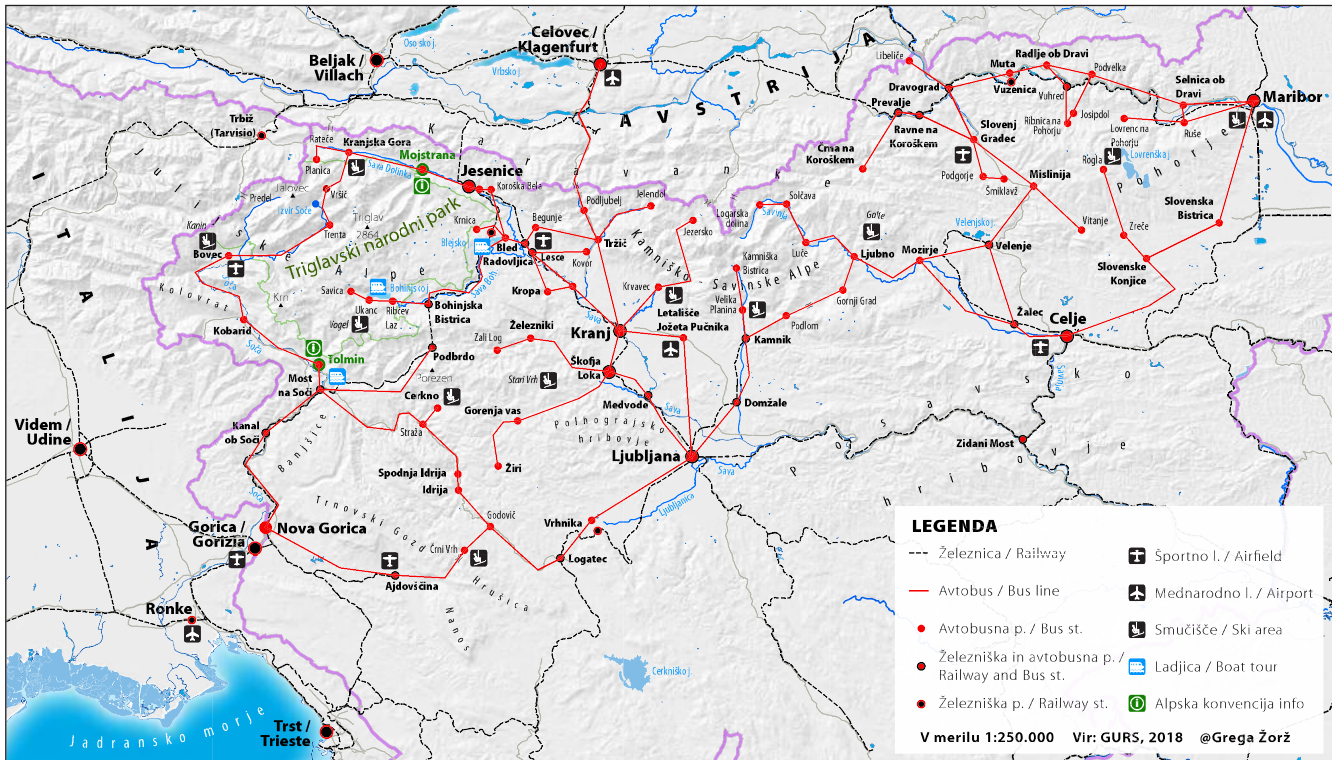 Celovec /
Klagenfurt
Beljak /
Villach
Osojsko j.
Vrbsko j.
A V S T R I J A
Libeliče
Dravograd
Muta
Vuzenica
Radlje ob Dravi
Podvelka
Vuhred
Selnica ob
Dravi
Maribor
Prevalje
Ravne na
Koroškem
Slovenj
Gradec
Ribnica na
Pohorju
Josipdol
Lovrenc na
Pohorju
Ruše
Črna na
Koroškem
Podgorje
Šmiklavž
Mislinja
Rogla
Lovrenška j.
P o h o r j e
Trbiž
(Tarvisio)
Rateče
Kranjska Gora
Planica
Sava Dolinka
Mojstrana
Jesenice
Koroška Bela
K a r a v a n k e
Jalovec
Vršič
Predel
Izvir Soče
Triglav
2864
Trenta
Triglavski narodni park
Krnica
Blejsko j.
Bled
Begunje
Podljubelj
Jelendol
Tržič
Radovljica
Lesce
Kovor
Jezersko
Logarska
dolina
Solčava
Savinja
Luče
Golte
Ljubno
Mozirje
Velenjsko j.
Velenje
Vitanje
Zreče
Slovenska
Bistrica
Slovenske
Konjice
Kanin
Bovec
J u l i j s k e
A l p e
Soča
Kolovrat
Krn
Savica
Bohinjsko j.
Ukanc
Ribčev
Laz
Vogel
Sava Boh.
Bohinjska
Bistrica
Kropa
Kamniško
Savinjske Alpe
Krvavec
Kamniška
Bistrica
Velika
Planina
Gornji Grad
Podlom
Kamnik
Žalec
Celje
Savinja
Kobarid
Soča
Tolmin
Most
na Soči
Podbrdo
Porezen
Zali Log
Železniki
Sava
Kranj
Letališče
Jožeta Pučnika
Škofja
Loka
Stari Vrh
Cerkno
Straža
Gorenja vas
Medvode
Sava
Domžale
Polhograjsko
hribovje
Žiri
Ljubljana
Sava
Ljubljanica
P o s a v s k o
h r i b o v j e
Zidani Most
I T A L I J A
Videm /
Udine
Kanal
ob Soči
Banjšice
Soča
Spodnja Idrija
Idrija
Trnovski Gozd
Godovič
Črni Vrh
Hrušica
Nanos
Vrhnika
Logatec
Gorica /
Gorizia
Nova Gorica
Ajdovščina
Ronke
Cerkniško j.
Trst /
Trieste
Jadransko morje
LEGENDA
Železnica / Railway
Avtobus / Bus line
Avtobusna p. / Bus st.
Železniška in avtobusna p. /
Railway and Bus st.
Železniška p. / Railway st.
Športno l. / Airfield
Mednarodno l. / Airport
Smučišče / Ski area
Ladjica / Boat tour
Alpska konvencija info
V merilu 1:250.000 Vir: GURS, 2018 @Grega Žorž